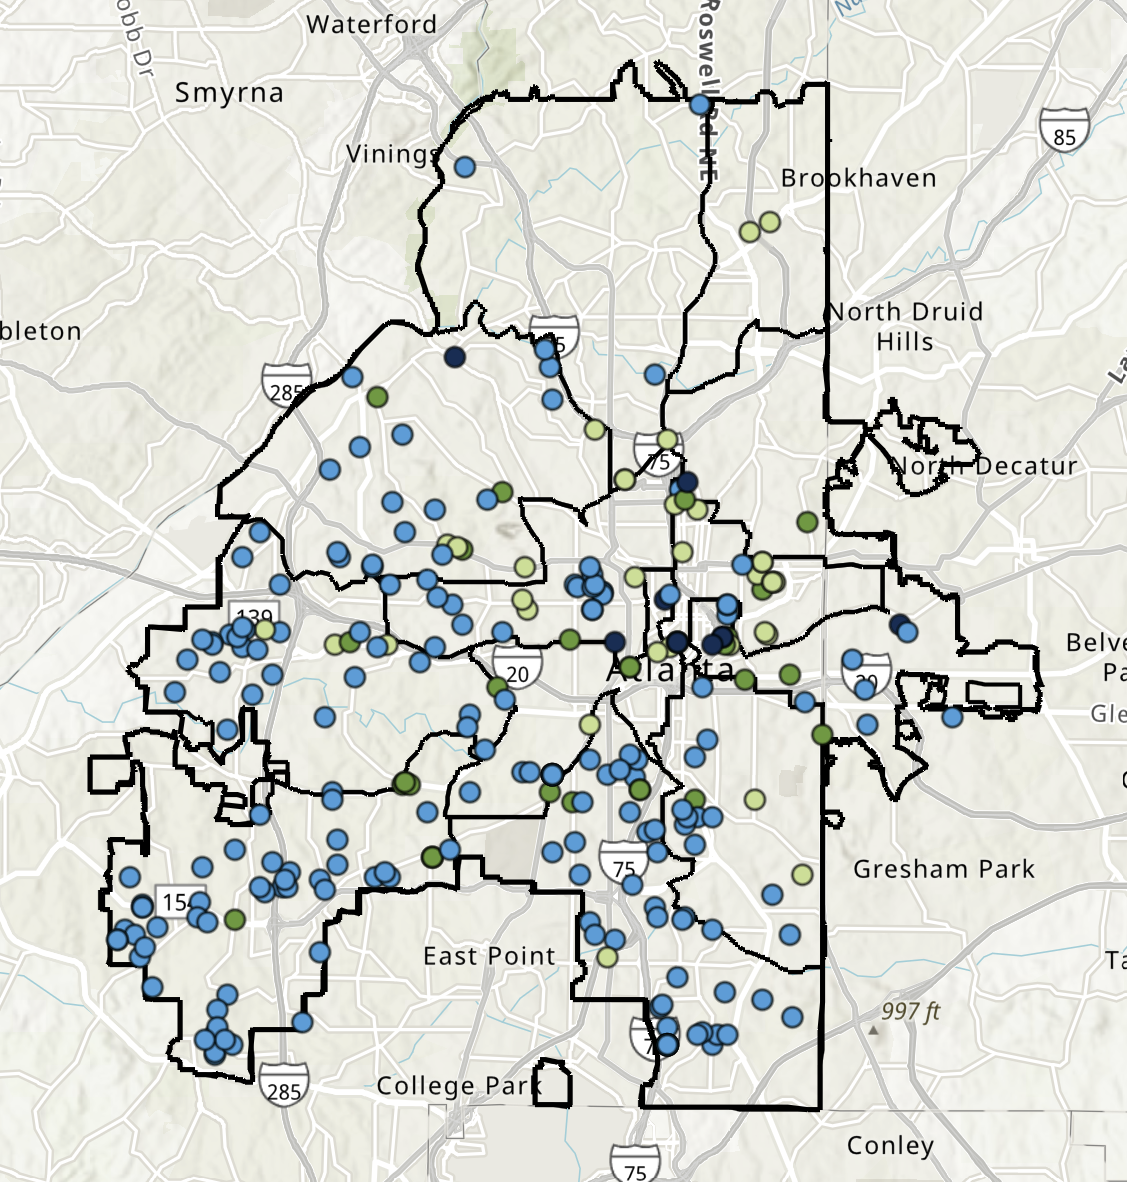 Waterford
Roswell Rd NE
obb Dr
Smyrna
85
Vinings
Brookhaven
North Druid
Hills
bleton
285
75
North Decatur
139
20
Atlanta
20
Belve
Pa
Gle
75
Gresham Park
154
East Point
997 ft
Ta
285
College Park
Conley
75